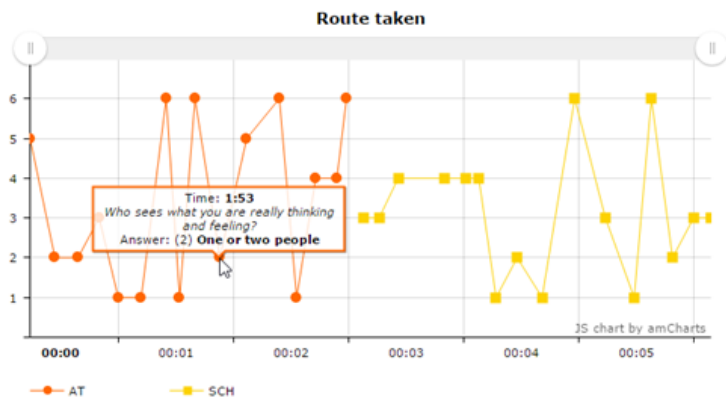 Route taken
6
5
4
3
2
1
Time: 1:53
Who sees what you are really thinking
and feeling?
Answer: (2) One or two people
JS chart by amCharts
00:00 00:01 00:02 00:03 00:04 00:05
AT SCH